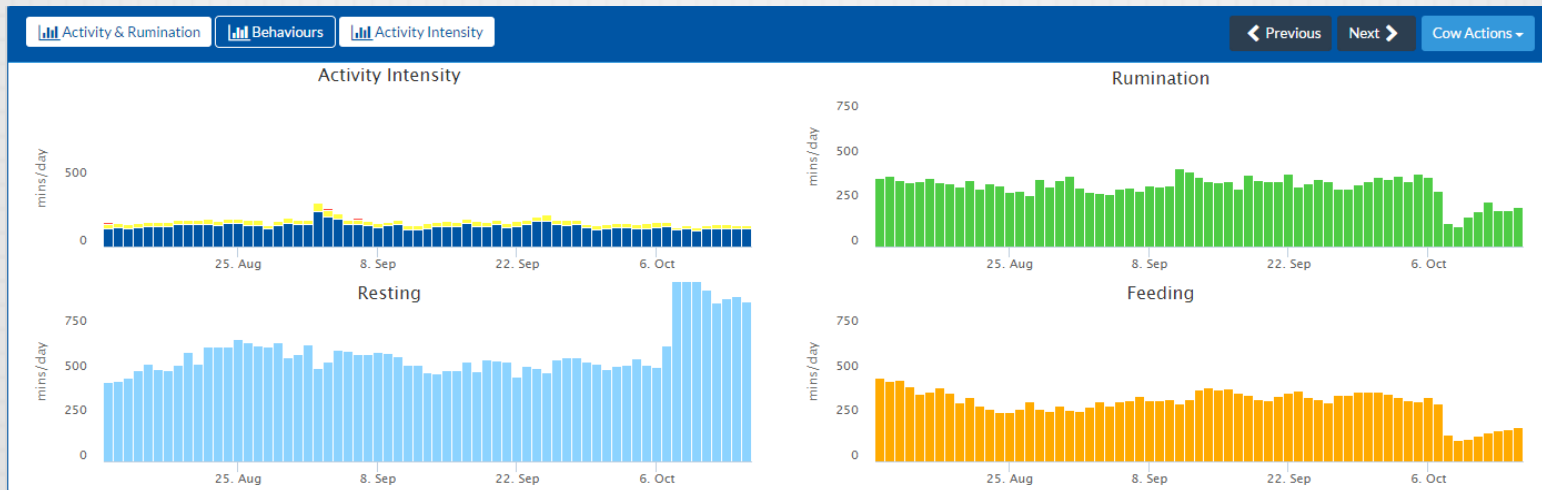 Activity & Rumination Behaviours Activity Intensity Previous Next Cow Actions
Activity Intensity
mins/day
500
0
25. Aug 8. Sep 22. Sep 6. Oct
Rumination
mins/day
750
500
250
0
25. Aug 8. Sep 22. Sep 6. Oct
Resting
mins/day
750
500
250
0
25. Aug 8. Sep 22. Sep 6. Oct
Feeding
mins/day
750
500
250
0
25. Aug 8. Sep 22. Sep 6. Oct